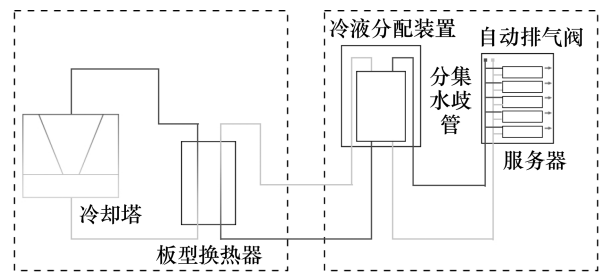 冷液分配装置
自动排气阀
分集
水歧
管
服务器
冷却塔
板型换热器